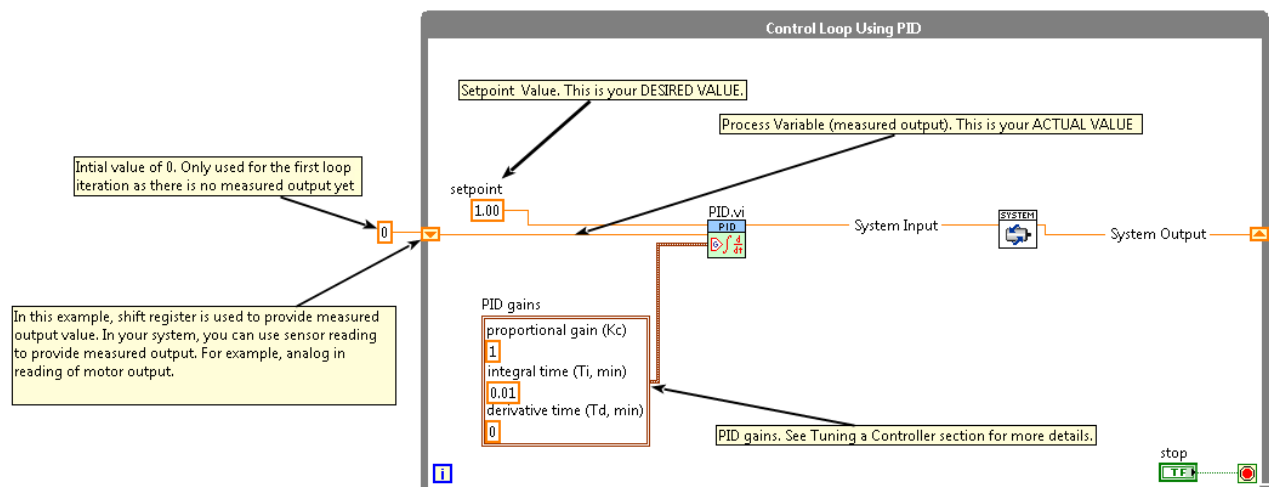 Control Loop Using PID
Setpoint  Value. This is your DESIRED VALUE.
Process Variable (measured output). This is your ACTUAL VALUE
Intial value of 0. Only used for the first loop
iteration as there is no measured output yet
setpoint
1.00
0
PID.vi
PID
System Input
SYSTEM
System Output
In this example, shift register is used to provide measured
output value. In your system, you can use sensor reading
to provide measured output. For example, analog in
reading of motor output.
PID gains
proportional gain (Kc)
1
integral time (Ti, min)
0.01
derivative time (Td, min)
0
PID gains. See Tuning a Controller section for more details.
stop
TF
i
G ∫ d/dt